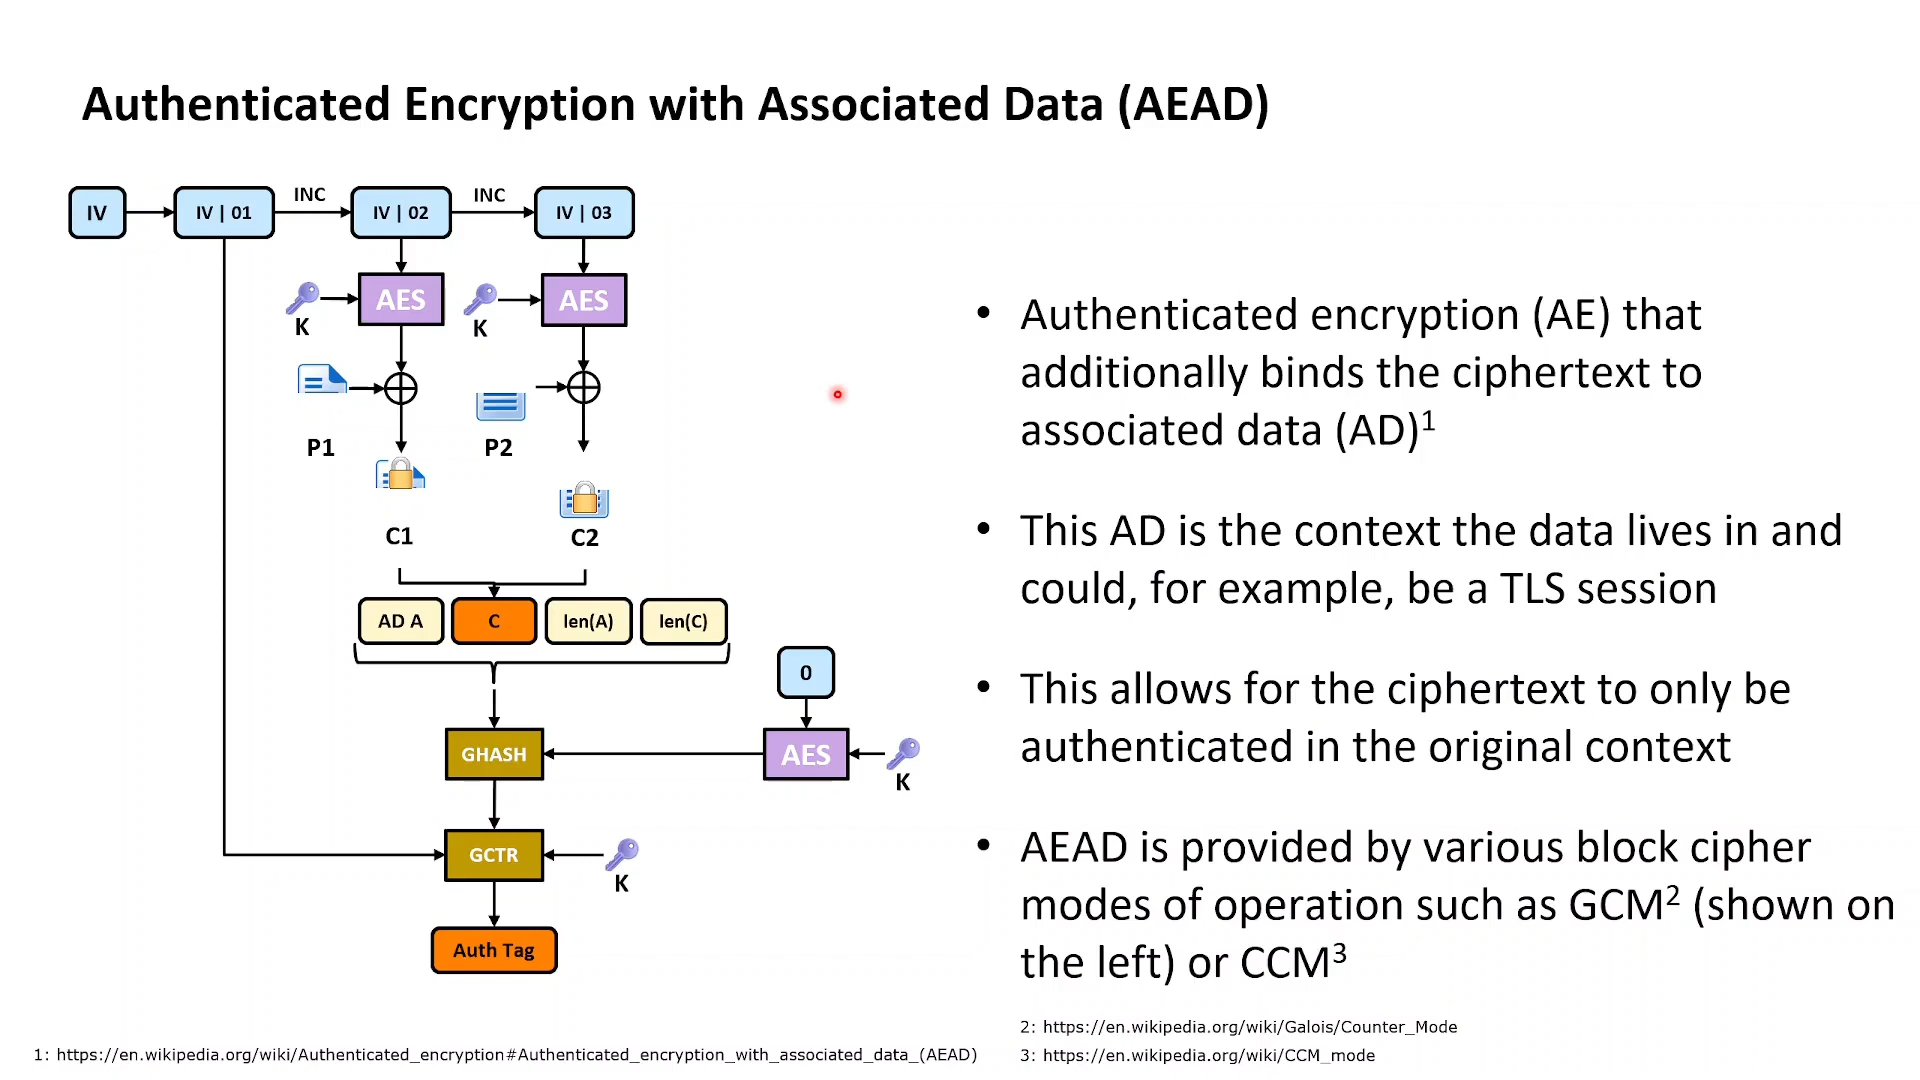 Authenticated Encryption with Associated Data (AEAD)
IV
IV | 01
INC
IV | 02
INC
IV | 03
AES
AES
K
K
P1
P2
C1
C2
AD A
C
len(A)
len(C)
0
GHASH
AES
K
GCTR
K
Auth Tag
• Authenticated encryption (AE) that
additionally binds the ciphertext to
associated data (AD)¹
• This AD is the context the data lives in and
could, for example, be a TLS session
• This allows for the ciphertext to only be
authenticated in the original context
• AEAD is provided by various block cipher
modes of operation such as GCM² (shown on
the left) or CCM³
1: https://en.wikipedia.org/wiki/Authenticated_encryption#Authenticated_encryption_with_associated_data_(AEAD)
2: https://en.wikipedia.org/wiki/Galois/Counter_Mode
3: https://en.wikipedia.org/wiki/CCM_mode